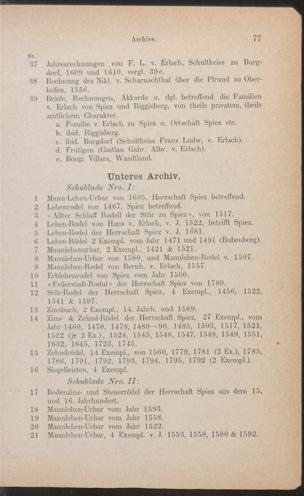 Archive. 77
Nr.
37 Jahresrechnungen von F. L. v. Erlach, Schultheiss zu Burg-
dorf, 1609 und 1610, vergl. 39 e.
38 Rechnung des Nikl. v. Scharnachthal über die Pfrund zu Ober-
hofen, 1556.
39 Briefe, Rechnungen, Akkorde u. dgl. betreffend die Familien
v. Erlach von Spiez und Riggisberg, von theils privatem, theils
amtlichem Charakter.
a. Familie v. Erlach zu Spiez u. Ortschaft Spiez etc.
b. ibid. Riggisberg.
c. ibid. Burgdorf (Schultheiss Franz Ludw. v. Erlach).
d. Frutigen (Castlan Gabr. Albr. v. Erlach).
e. Bougi Villars, Waadtland.
Unteres Archiv.
Schublade Nro. I:
1 Mann-Lehen-Urbar von 1605, Herrschaft Spiez betreffend.
2 Lehenrodel von 1467, Spiez betreffend.
3 « Allter Schlaff Rodell der Stür zu Spiez », von 1517.
4 Lehen-Rodel von Hans v. Erlach, v. J. 1522, betrifft Spiez.
5 Lehen-Rödel der Herrschaft Spiez v. J. 1681.
6 Lehen-Rödel 2 Exempl. vom Jahr 1471 und 1491 (Bubenberg).
7 Mannlehenurbar, 2 Exempl., 1421 & 1521.
8 Mannlehen-Urbar von 1580, und Mannlehen-Rodel v. 1597.
9 Mannlehen-Rodel von Bernh. v. Erlach, 1557.
10 Erblehenrodel von Spiez vom Jahr 1560.
11 «Feüerstatt-Rodul» der Herrschaft Spiez von 1780.
12 Stür-Rodel der Herrschaft Spiez, 4 Exempl., 1456, 1522,
1541 & 1597.
13 Zinsbuch, 2 Exempl., 14. Jahrh. und 1589.
14 Zins- & Zehnd-Rödel der Herrschaft Spiez, 27 Exempl., vom
Jahr 1460, 1470, 1478, 1480—90, 1485, 1503, 1517, 1521,
1522 (je 2 Ex.), 1524, 1545, 1546, 1547, 1548, 1549, 1551,
1632, 1645, 1723, 1745.
15 Zehndrödel, 14 Exempl., von 1560, 1779, 1781 (2 Ex.), 1785,
1786, 1791, 1792, 1793, 1794, 1795, 1792 (2 Exempl.).
16 Siegelleisten, 4 Exempl.
Schublade Nro. II:
17 Bodenzins- und Steuerrödel der Herrschaft Spiez aus dem 15.
und 16. Jahrhundert.
18 Mannlehen-Urbar vom Jahr 1593.
19 Mannlehen-Urbar vom Jahr 1558.
20 Mannlehen-Urbar vom Jahr 1522.
21 Mannlehen-Urbar, 4 Exempl. v. J. 1553, 1558, 1580 & 1592.